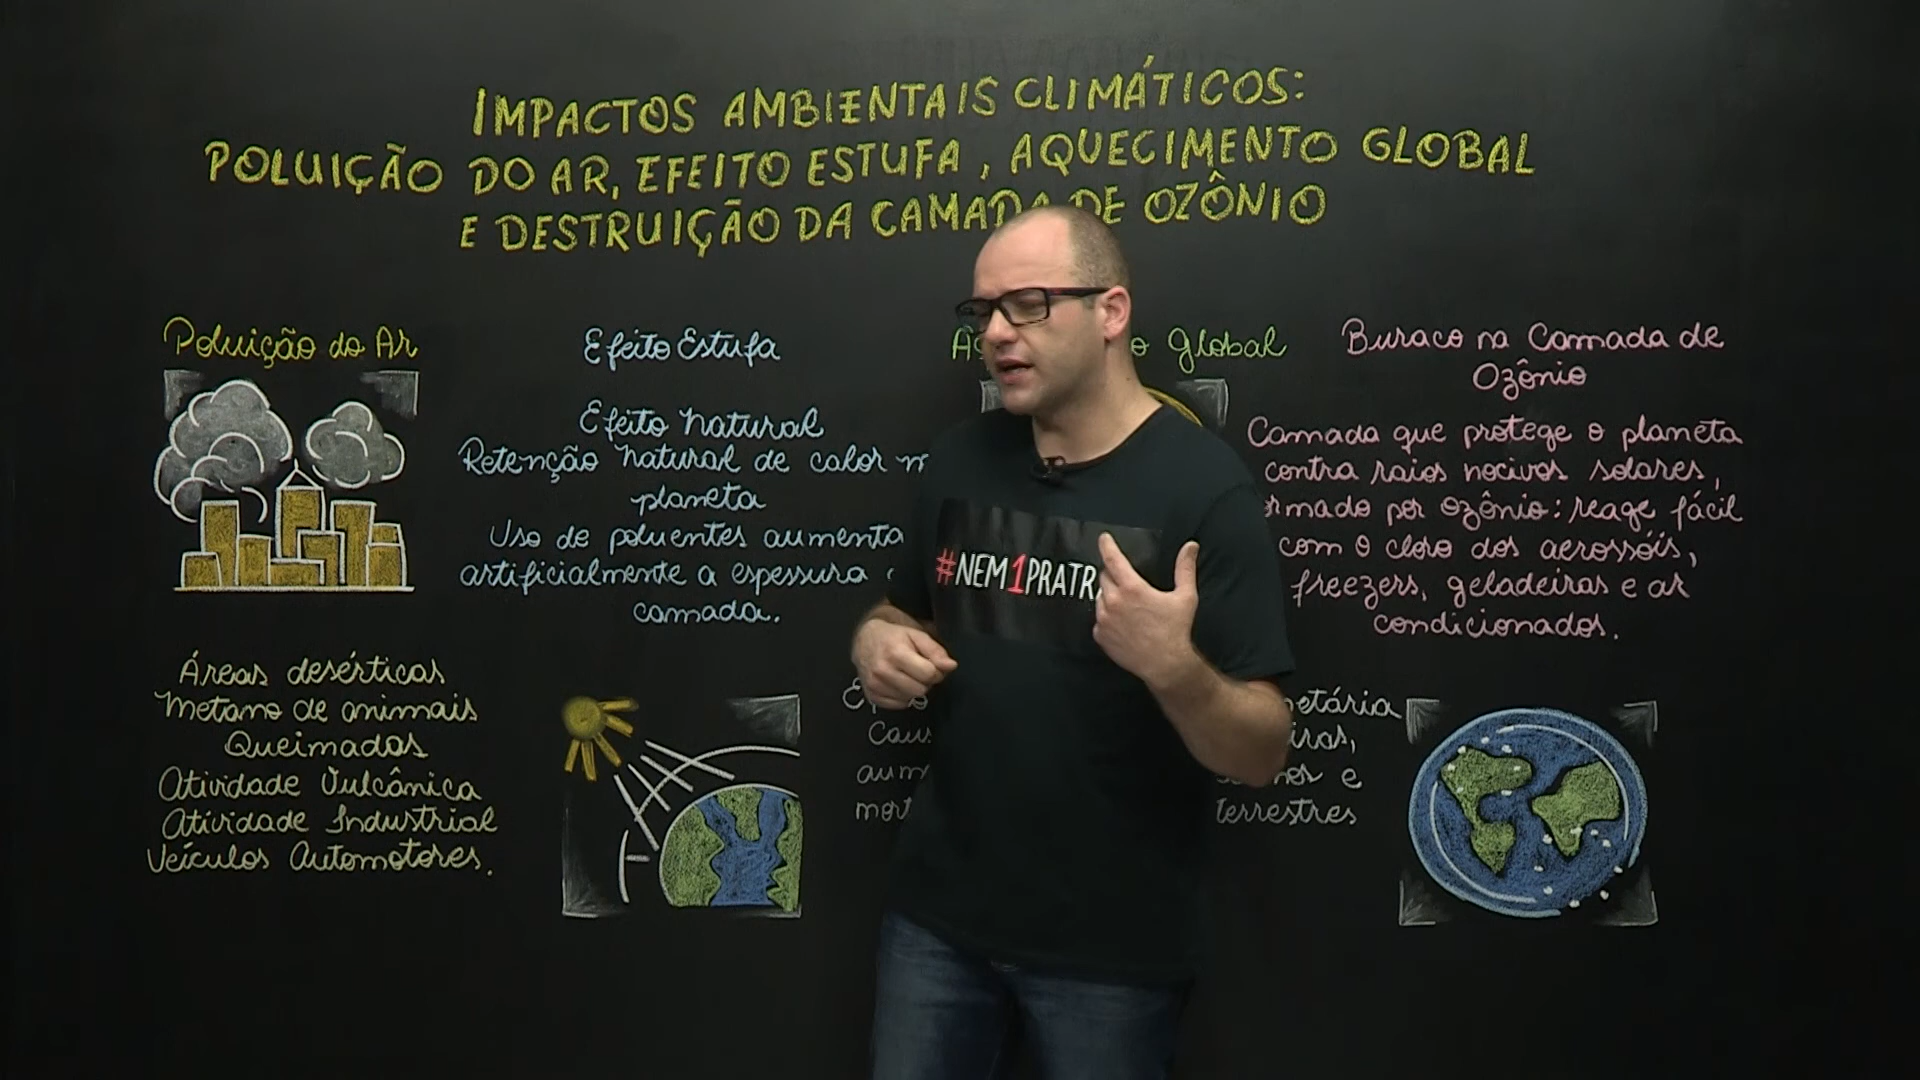 IMPACTOS AMBIENTAIS CLIMÁTICOS:
POLUIÇÃO DO AR, EFEITO ESTUFA, AQUECIMENTO GLOBAL
E DESTRUIÇÃO DA CAMADA DE OZÔNIO
Poluição do Ar
Áreas desérticas
Metano de animais
Queimadas
Atividade Vulcânica
Atividade Industrial
Veículos Automotores.
Efeito Estufa
Efeito Natural
Retenção natural de calor
planeta
Uso de poluentes aumenta
artificialmente a espessura
camada.
Global
terrestres
#NEM1PRATR
Buraco na Camada de
Ozônio
Camada que protege o planeta
contra raios nocivos solares,
por ozônio: reage fácil
com o cloro dos aerossóis,
freezers, geladeiras e ar
condicionados.